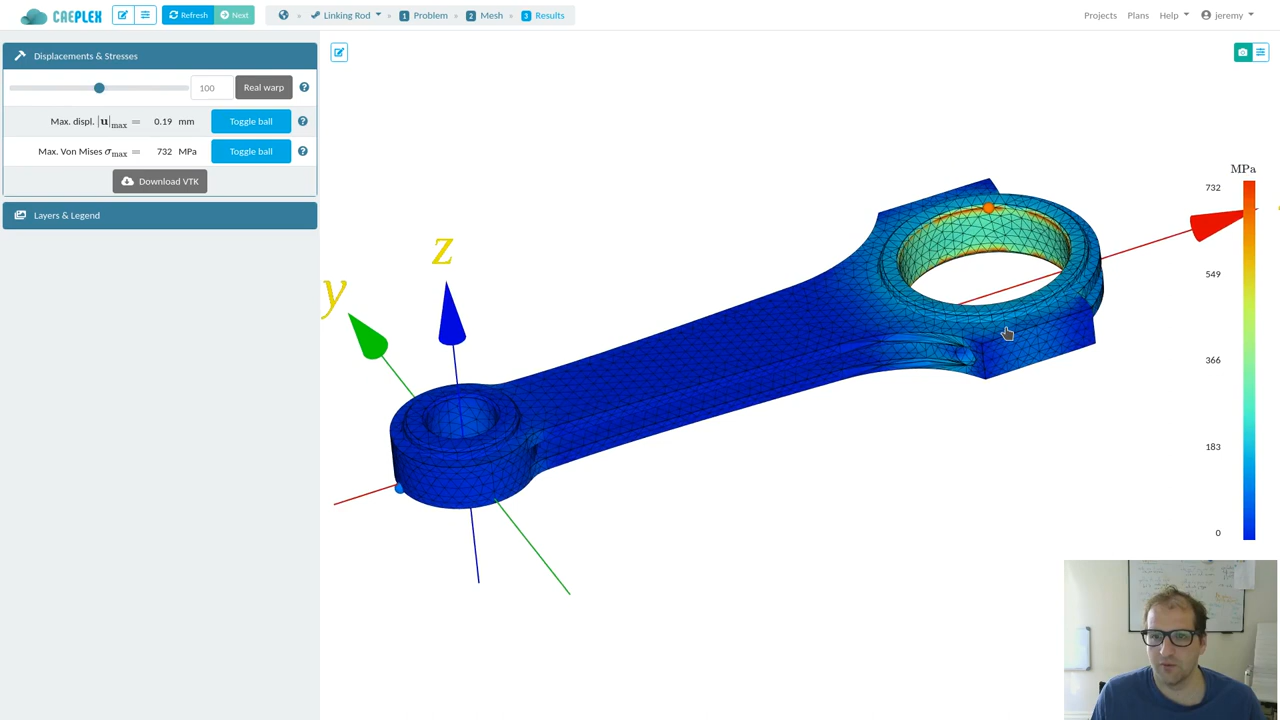 CAEPLEX
Refresh
Next
» Linking Rod » 1 Problem » 2 Mesh » 3 Results
Projects
Plans
Help
jeremy
Displacements & Stresses
100
Real warp
Max. displ. |u|max = 0.19 mm
Toggle ball
Max. Von Mises σmax = 732 MPa
Toggle ball
Download VTK
Layers & Legend
z
y
MPa
732
549
366
183
0